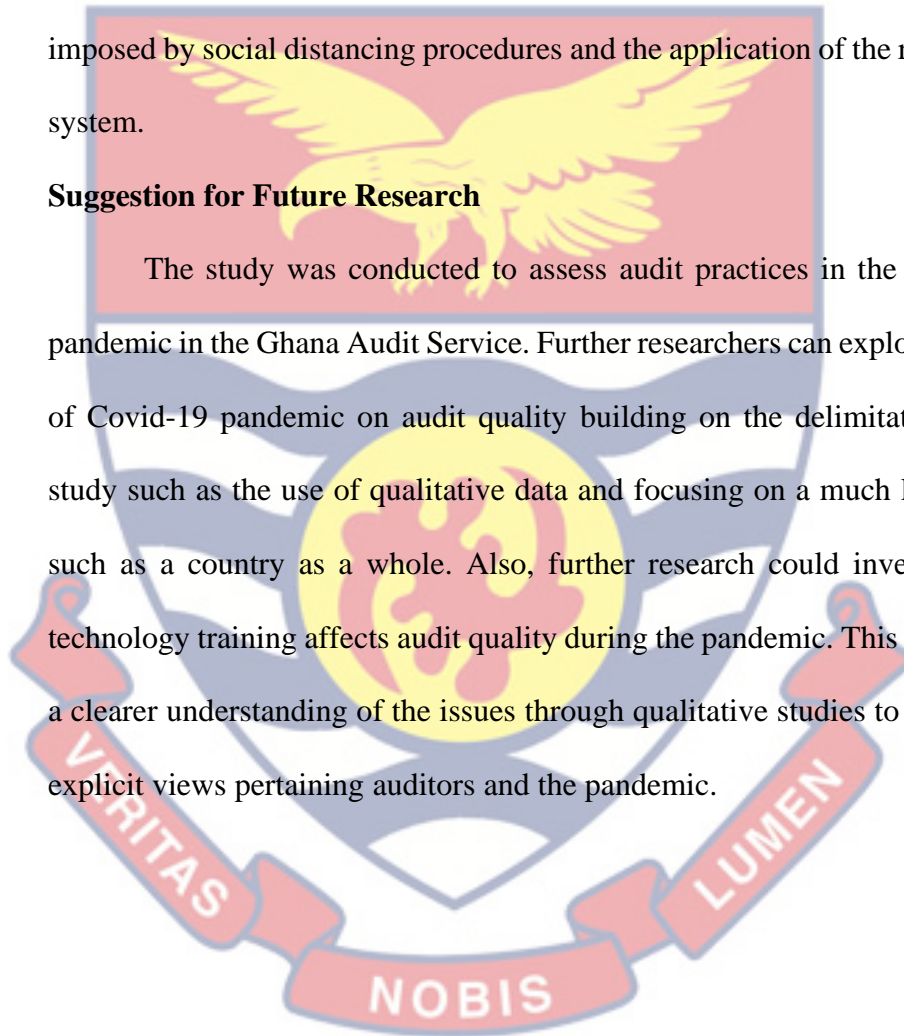 imposed by social distancing procedures and the application of the
system.
Suggestion for Future Research
The study was conducted to assess audit practices in the
pandemic in the Ghana Audit Service. Further researchers can
of Covid-19 pandemic on audit quality building on the
study such as the use of qualitative data and focusing on a much
such as a country as a whole. Also, further research could
technology training affects audit quality during the pandemic. This
a clearer understanding of the issues through qualitative studies to
explicit views pertaining auditors and the pandemic.
VERITAS
NOBIS
LUMEN